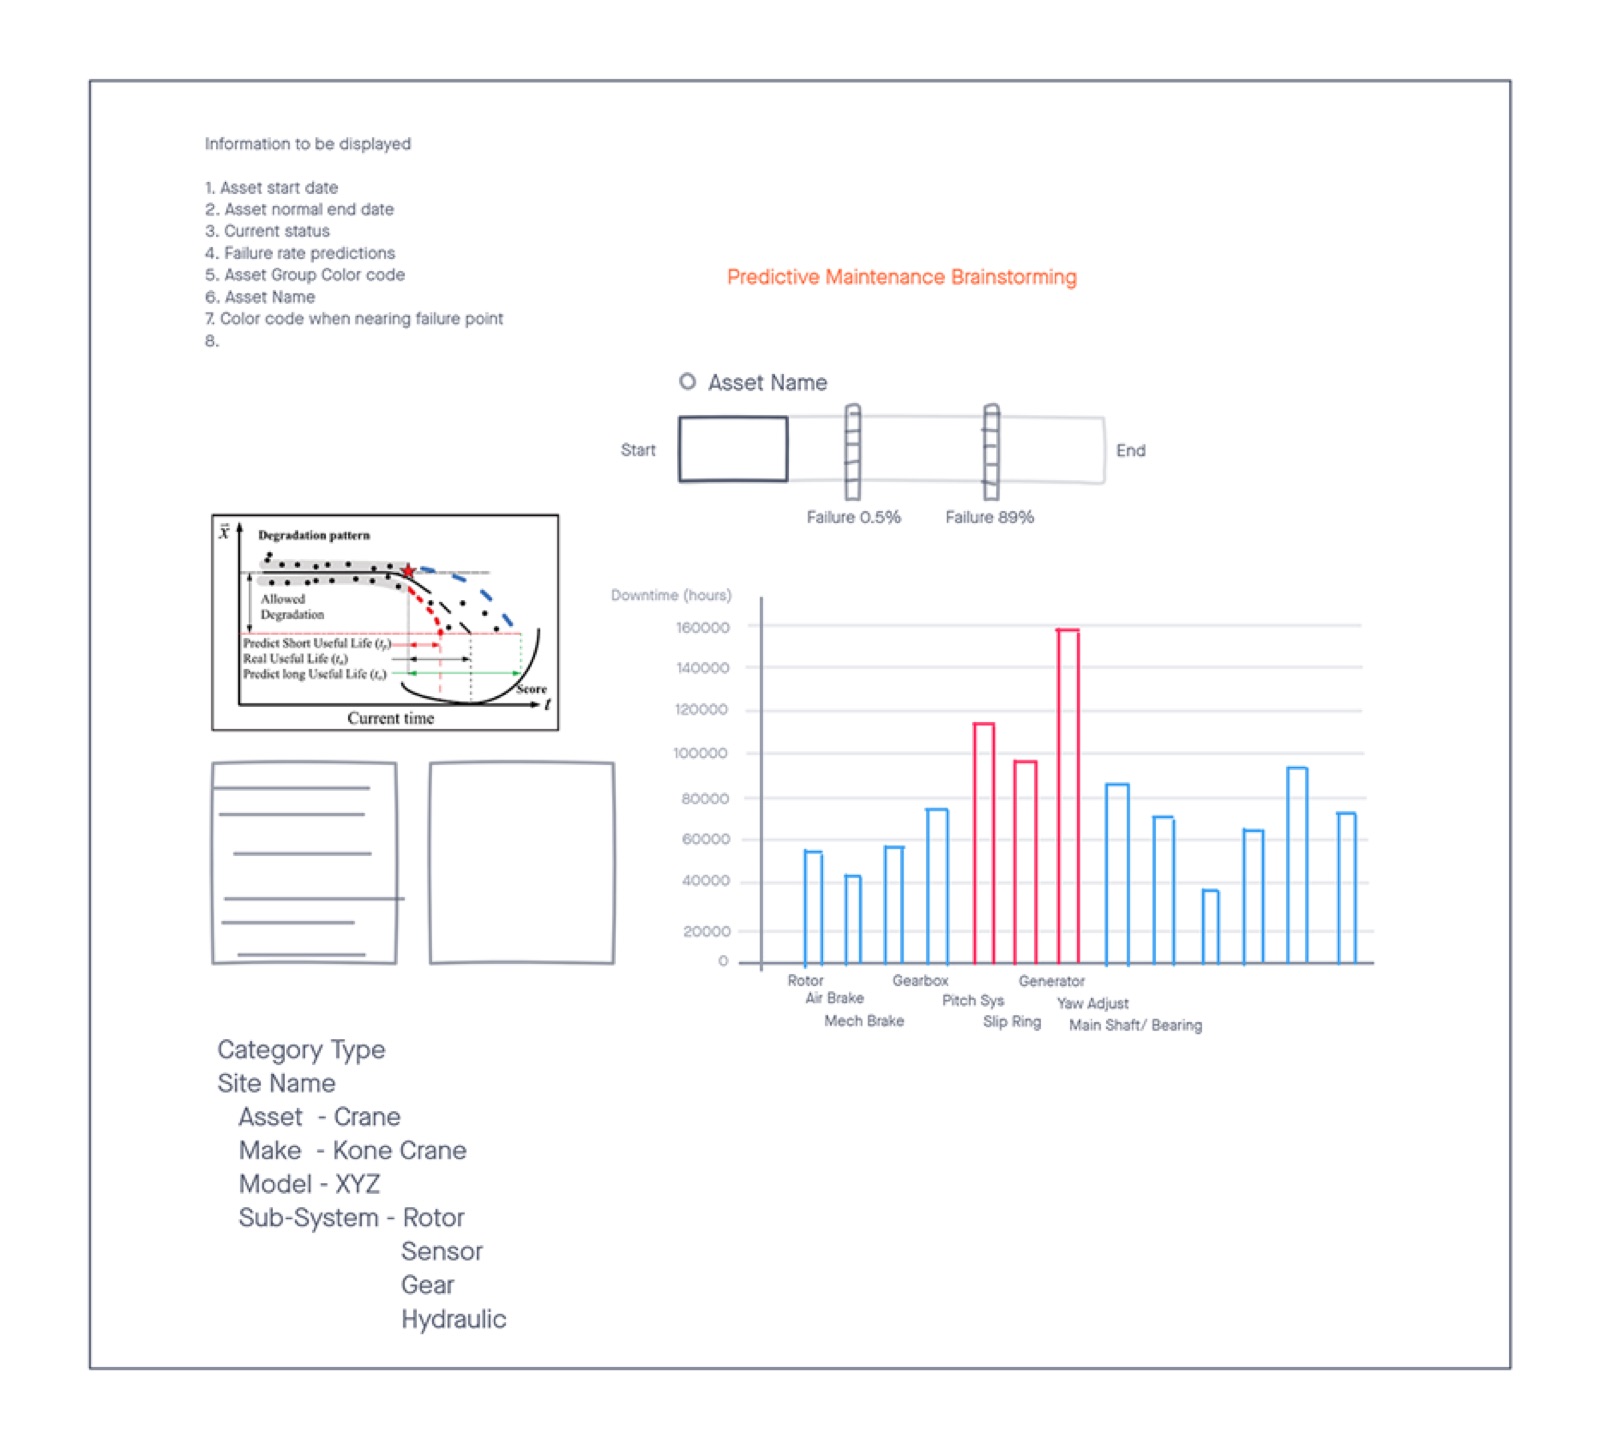 Information to be displayed
1. Asset start date
2. Asset normal end date
3. Current status
4. Failure rate predictions
5. Asset Group Color code
6. Asset Name
7. Color code when nearing failure point
8.
Predictive Maintenance Brainstorming
Asset Name
Start
End
Failure 0.5%
Failure 89%
x̄
Degradation pattern
Allowed
Degradation
Predict Short Useful Life (tₚ)
Real Useful Life (tₐ)
Predict long Useful Life (tₒ)
Score
t
Current time
Downtime (hours)
160000
140000
120000
100000
80000
60000
40000
20000
0
Rotor
Air Brake
Mech Brake
Gearbox
Pitch Sys
Slip Ring
Generator
Yaw Adjust
Main Shaft/ Bearing
Category Type
Site Name
Asset - Crane
Make - Kone Crane
Model - XYZ
Sub-System - Rotor
Sensor
Gear
Hydraulic